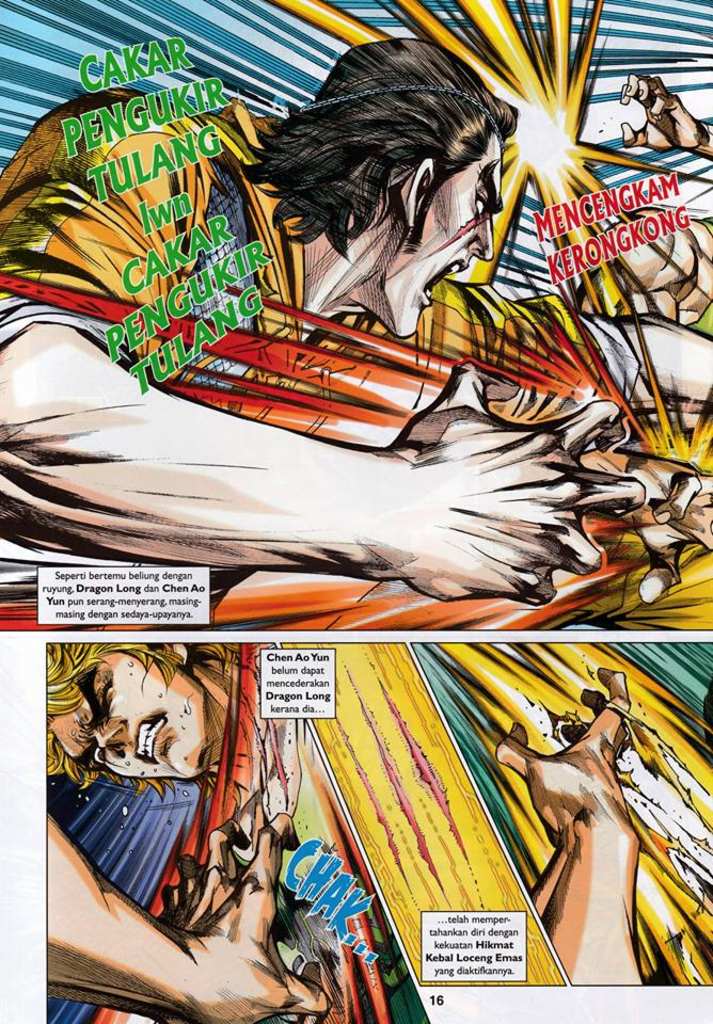 CAKAR
PENGUKIR
TULANG
lwn
CAKAR
PENGUKIR
TULANG
MENCENGKAM
KERONGKONG
Seperti bertemu beliung dengan
ruyung, Dragon Long dan Chen Ao
Yun pun serang-menyerang, masing-
masing dengan sedaya-upayanya.
Chen Ao Yun
belum dapat
mencederakan
Dragon Long
kerana dia...
CHAK...
...telah memper-
tahankan diri dengan
kekuatan Hikmat
Kebal Loceng Emas
yang diaktifkannya.
16